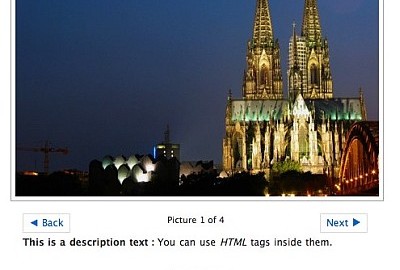 ◄ Back Picture 1 of 4 Next ►
This is a description text : You can use HTML tags inside them.